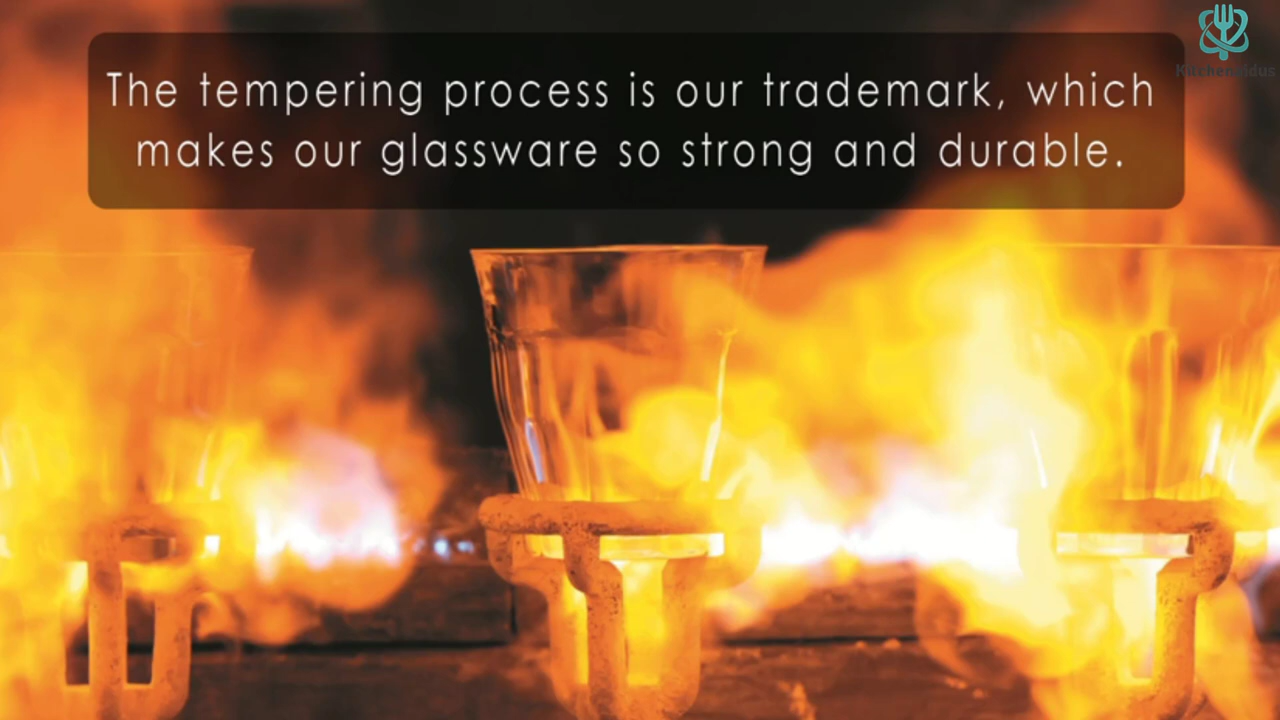 The tempering process is our trademark, which
makes our glassware so strong and durable.